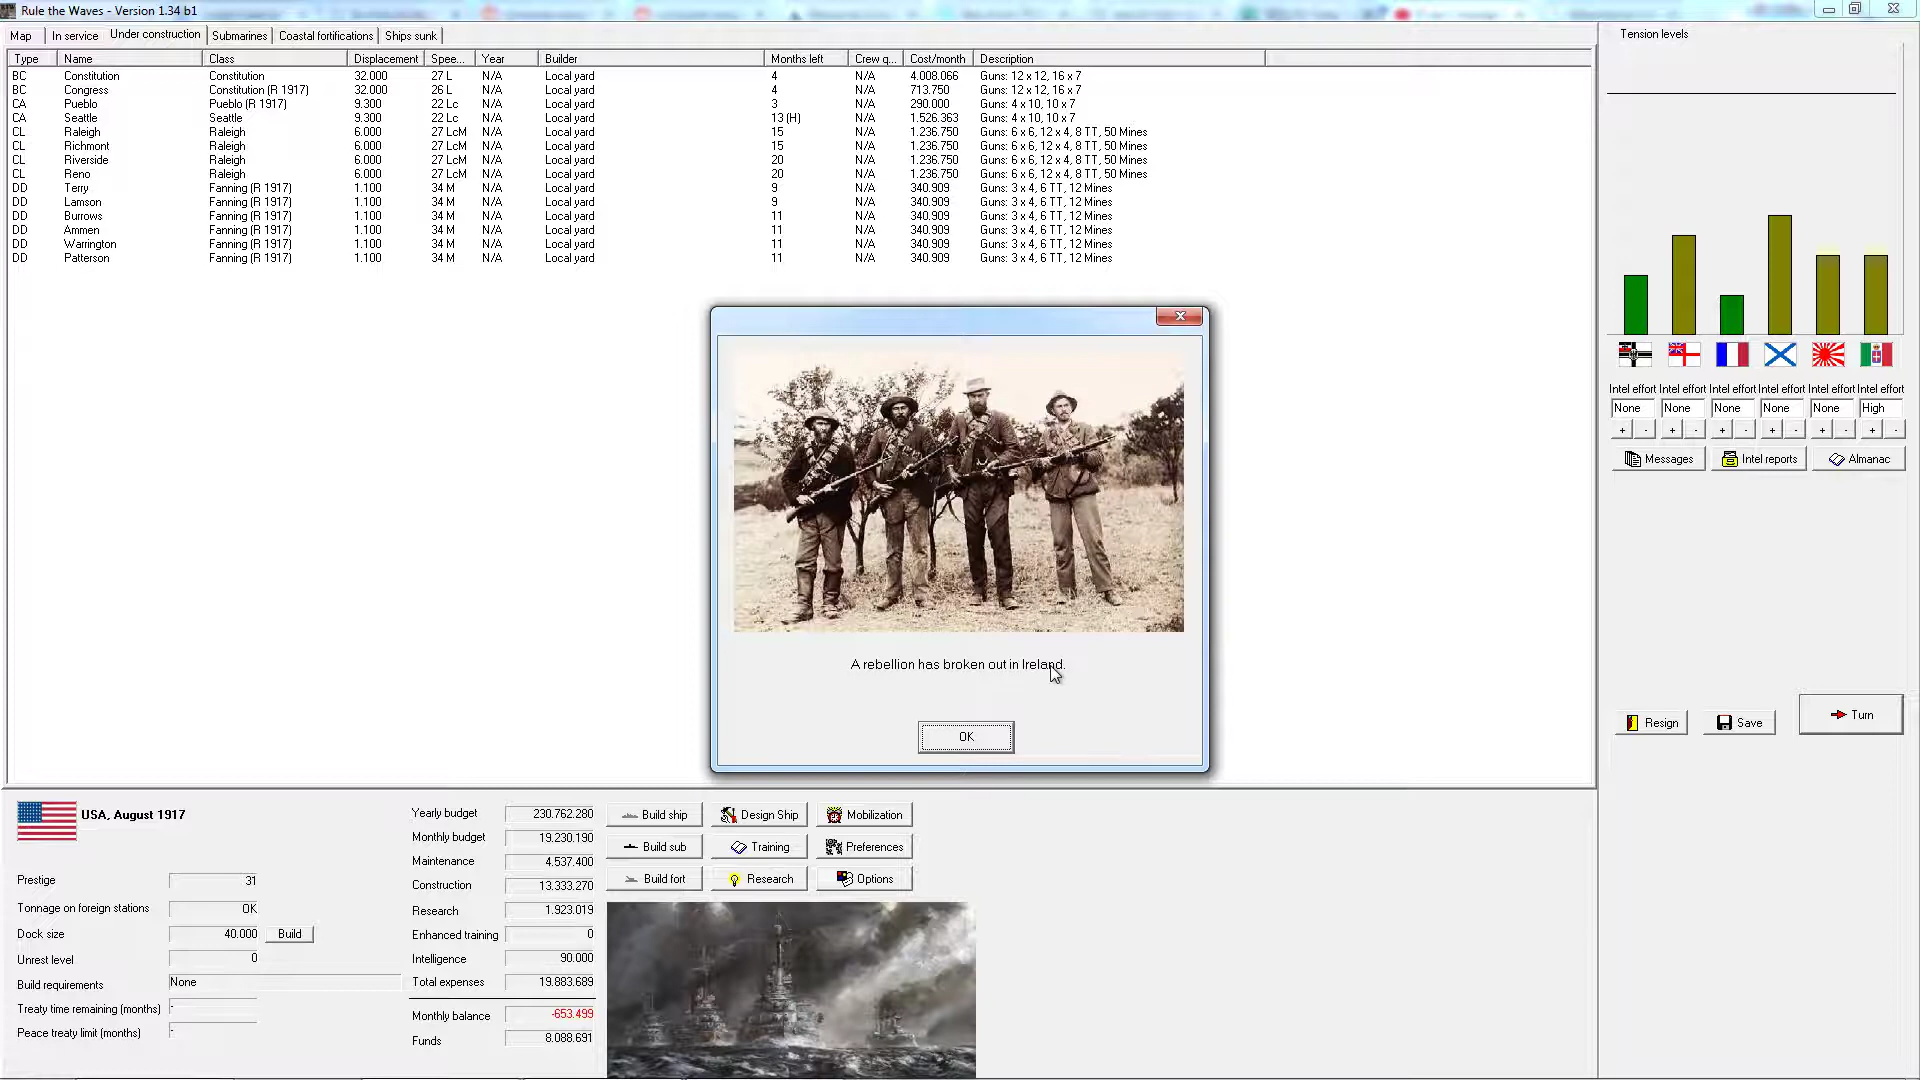 Rule the Waves - Version 1.34 b1
Map In service Under construction Submarines Coastal fortifications Ships sunk
Type Name Class Displacement Spee... Year Builder Months left Crew q... Cost/month Description
BC Constitution Constitution 32.000 27 L N/A Local yard 4 N/A 4.008.066 Guns: 12 x 12, 16 x 7
BC Congress Constitution (R 1917) 32.000 26 L N/A Local yard 4 N/A 713.750 Guns: 12 x 12, 16 x 7
CA Pueblo Pueblo (R 1917) 9.300 22 Lc N/A Local yard 3 N/A 290.000 Guns: 4 x 10, 10 x 7
CA Seattle Seattle 9.300 22 Lc N/A Local yard 13 (H) N/A 1.526.363 Guns: 4 x 10, 10 x 7
CL Raleigh Raleigh 6.000 27 LcM N/A Local yard 15 N/A 1.236.750 Guns: 6 x 6, 12 x 4, 8 TT, 50 Mines
CL Richmont Raleigh 6.000 27 LcM N/A Local yard 15 N/A 1.236.750 Guns: 6 x 6, 12 x 4, 8 TT, 50 Mines
CL Riverside Raleigh 6.000 27 LcM N/A Local yard 20 N/A 1.236.750 Guns: 6 x 6, 12 x 4, 8 TT, 50 Mines
CL Reno Raleigh 6.000 27 LcM N/A Local yard 20 N/A 1.236.750 Guns: 6 x 6, 12 x 4, 8 TT, 50 Mines
DD Terry Fanning (R 1917) 1.100 34 M N/A Local yard 9 N/A 340.909 Guns: 3 x 4, 6 TT, 12 Mines
DD Lamson Fanning (R 1917) 1.100 34 M N/A Local yard 9 N/A 340.909 Guns: 3 x 4, 6 TT, 12 Mines
DD Burrows Fanning (R 1917) 1.100 34 M N/A Local yard 11 N/A 340.909 Guns: 3 x 4, 6 TT, 12 Mines
DD Ammen Fanning (R 1917) 1.100 34 M N/A Local yard 11 N/A 340.909 Guns: 3 x 4, 6 TT, 12 Mines
DD Warrington Fanning (R 1917) 1.100 34 M N/A Local yard 11 N/A 340.909 Guns: 3 x 4, 6 TT, 12 Mines
DD Patterson Fanning (R 1917) 1.100 34 M N/A Local yard 11 N/A 340.909 Guns: 3 x 4, 6 TT, 12 Mines
A rebellion has broken out in Ireland.
OK
Tension levels
Intel effort Intel effort Intel effort Intel effort Intel effort Intel effort
None None None None None High
+ - + - + - + - + - + -
Messages Intel reports Almanac
Resign Save Turn
USA, August 1917
Prestige 31
Tonnage on foreign stations OK
Dock size 40.000 Build
Unrest level 0
Build requirements None
Treaty time remaining (months) -
Peace treaty limit (months) -
Yearly budget 230.762.280
Monthly budget 19.230.190
Maintenance 4.537.400
Construction 13.333.270
Research 1.923.019
Enhanced training 0
Intelligence 90.000
Total expenses 19.883.689
Monthly balance -653.499
Funds 8.088.691
Build ship Design Ship Mobilization
Build sub Training Preferences
Build fort Research Options